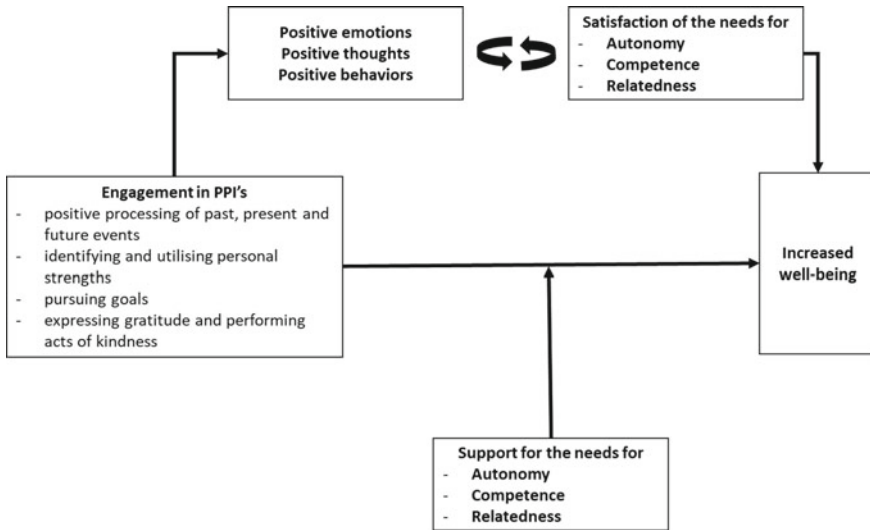 Positive emotions
Positive thoughts
Positive behaviors
Satisfaction of the needs for
- Autonomy
- Competence
- Relatedness
Engagement in PPI's
- positive processing of past, present and
future events
- identifying and utilising personal
strengths
- pursuing goals
- expressing gratitude and performing
acts of kindness
Increased
well-being
Support for the needs for
- Autonomy
- Competence
- Relatedness